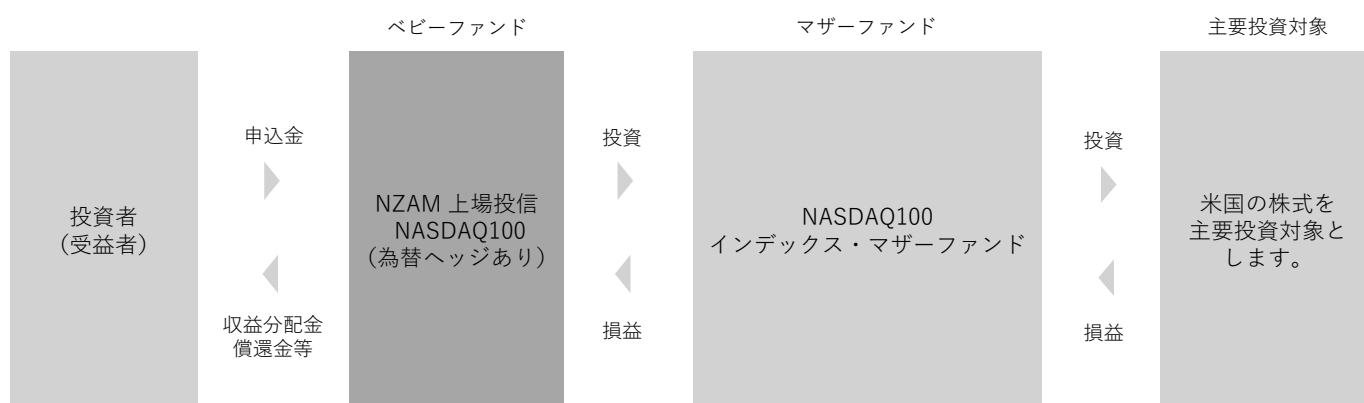 ベビーファンド
マザーファンド
主要投資対象
投資者
（受益者）
申込金
収益分配金
償還金等
NZAM 上場投信
NASDAQ100
（為替ヘッジあり）
投資
損益
NASDAQ100
インデックス・マザーファンド
投資
損益
米国の株式を
主要投資対象と
します。